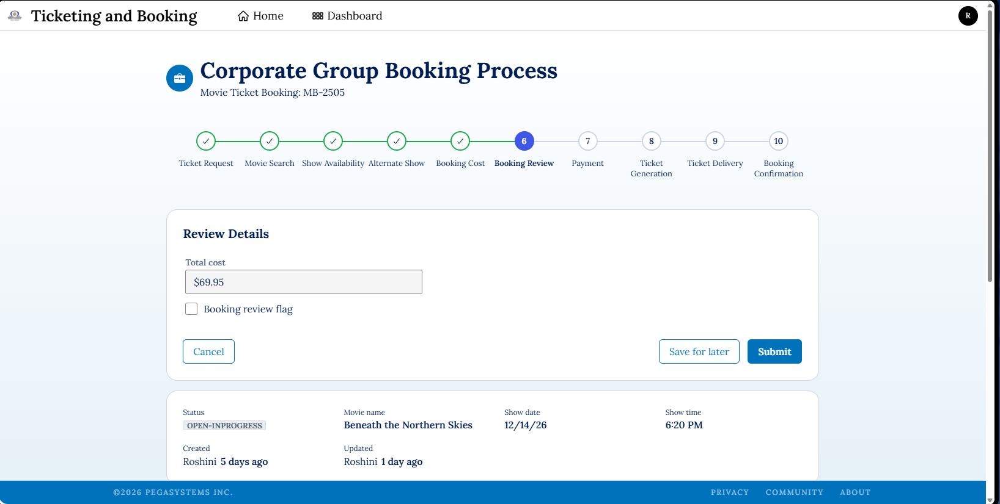 Ticketing and Booking
Home
Dashboard
R
Corporate Group Booking Process
Movie Ticket Booking: MB-2505
6
7
8
9
10
Ticket Request
Movie Search
Show Availability
Alternate Show
Booking Cost
Booking Review
Payment
Ticket
Generation
Ticket Delivery
Booking
Confirmation
Review Details
Total cost
$69.95
Booking review flag
Cancel
Save for later
Submit
Status
Movie name
Show date
Show time
OPEN-INPROGRESS
Beneath the Northern Skies
12/14/26
6:20 PM
Created
Updated
Roshini 5 days ago
Roshini 1 day ago
©2026 PEGASYSTEMS INC.
PRIVACY
COMMUNITY
ABOUT